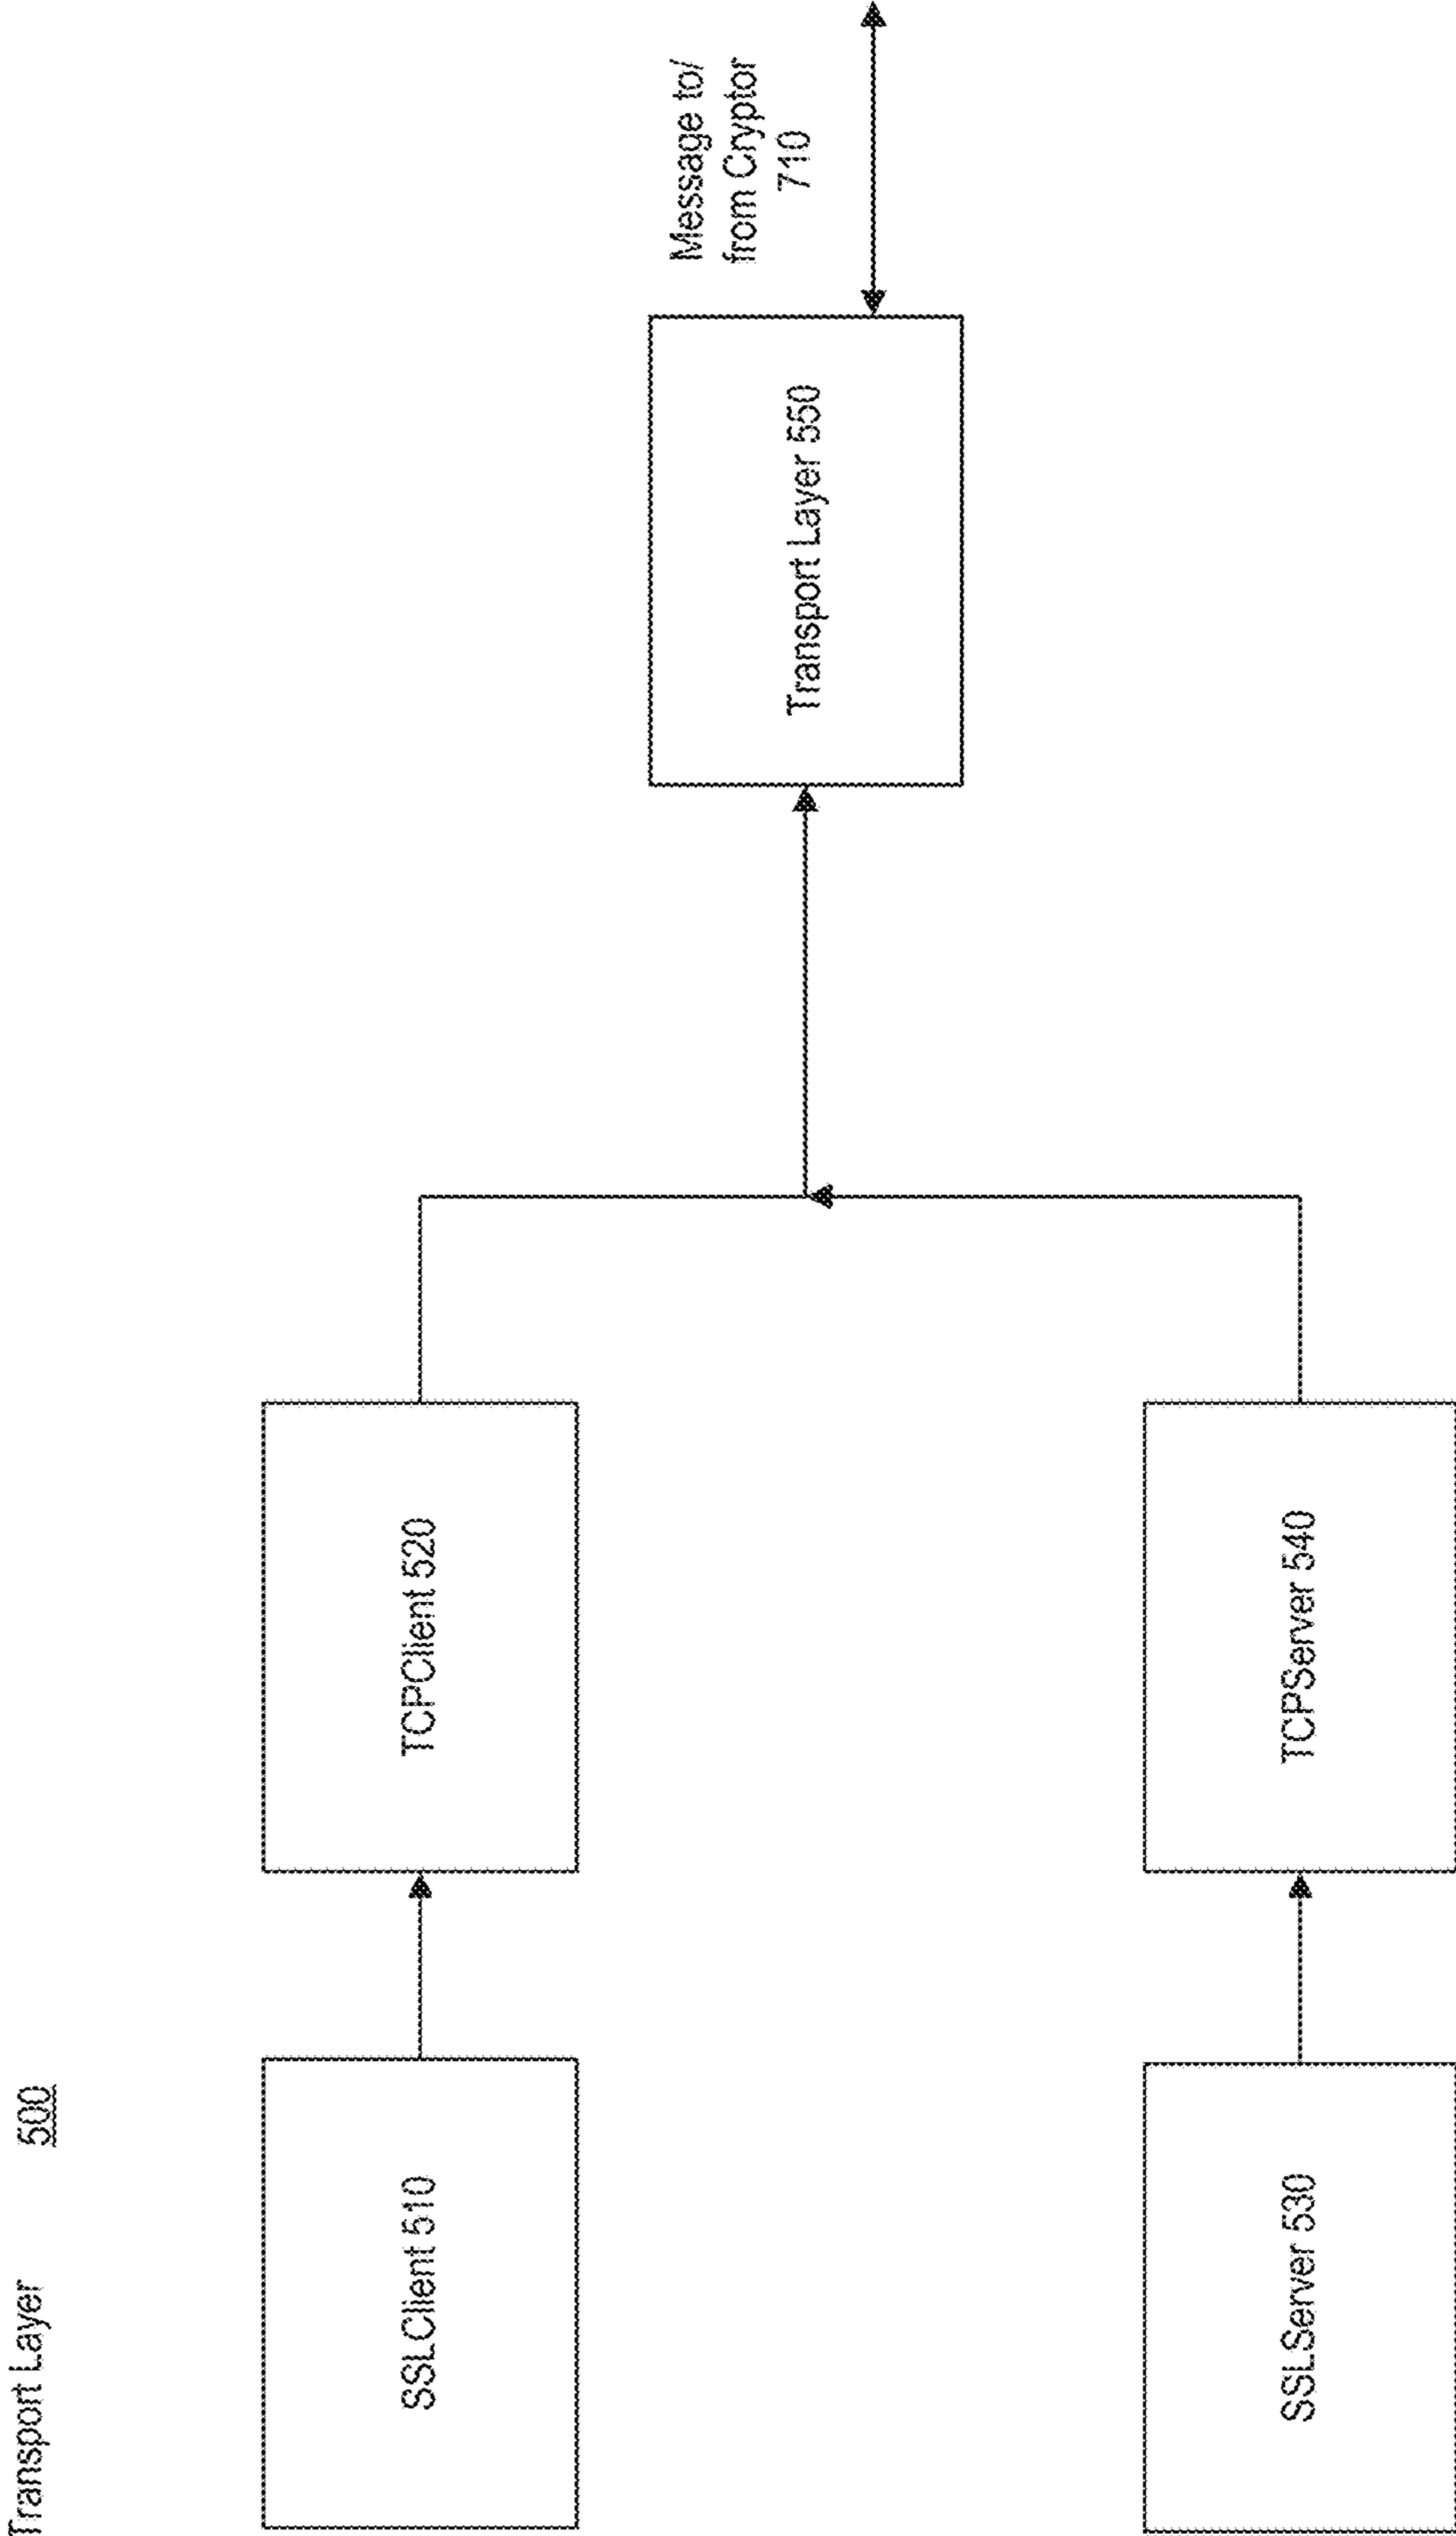 Transport Layer 500
SSLClient 510
TCPClient 520
SSLServer 530
TCPServer 540
Transport Layer 550
Message to/
from Cryptor
710